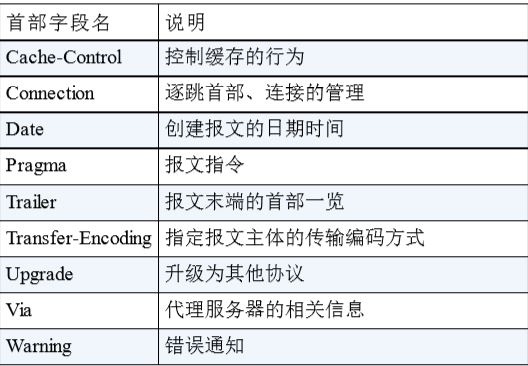 首部字段名 说明
Cache-Control 控制缓存的行为
Connection 逐跳首部、连接的管理
Date 创建报文的日期时间
Pragma 报文指令
Trailer 报文末端的首部一览
Transfer-Encoding 指定报文主体的传输编码方式
Upgrade 升级为其他协议
Via 代理服务器的相关信息
Warning 错误通知